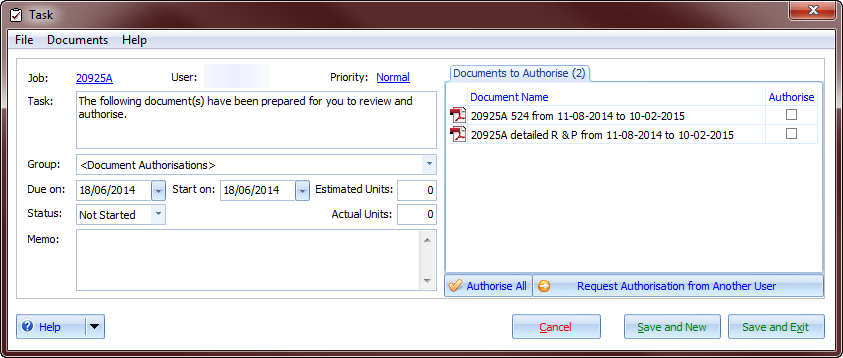 Task
File Documents Help
Job: 20925A User: Priority: Normal
Task: The following document(s) have been prepared for you to review and
authorise.
Group: <Document Authorisations>
Due on: 18/06/2014 Start on: 18/06/2014 Estimated Units: 0
Status: Not Started Actual Units: 0
Memo:
Documents to Authorise (2)
Document Name Authorise
20925A 524 from 11-08-2014 to 10-02-2015
20925A detailed R & P from 11-08-2014 to 10-02-2015
Authorise All Request Authorisation from Another User
Help Cancel Save and New Save and Exit